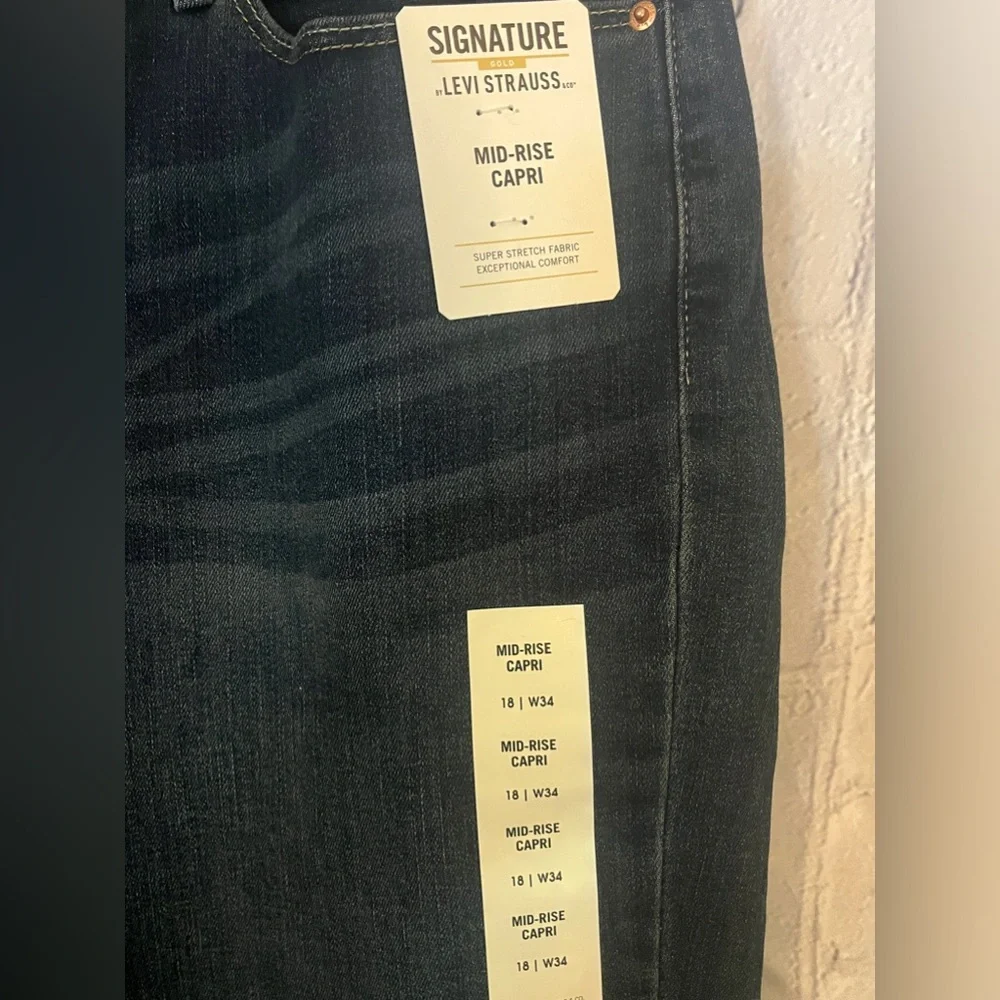 SIGNATURE
GOLD
BY LEVI STRAUSS & CO™
MID-RISE
CAPRI
SUPER STRETCH FABRIC
EXCEPTIONAL COMFORT
MID-RISE
CAPRI
18 | W34
MID-RISE
CAPRI
18 | W34
MID-RISE
CAPRI
18 | W34
MID-RISE
CAPRI
18 | W34